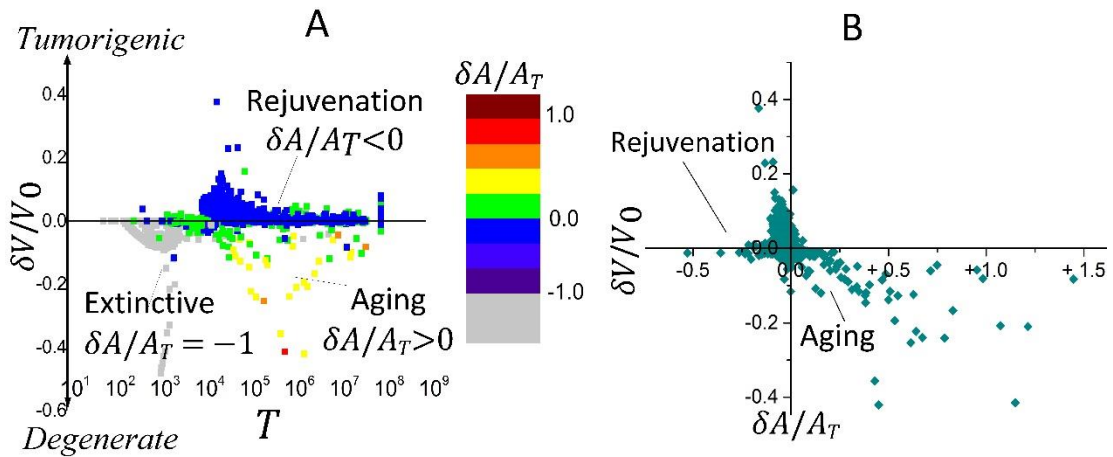 A
B
Tumorigenic
0.4
0.2
0.0
-0.2
-0.4
-0.6
δV/V0
Rejuvenation
δA/A_T<0
Extinctive
δA/A_T = −1
Aging
δA/A_T>0
10^1 10^2 10^3 10^4 10^5 10^6 10^7 10^8 10^9
T
Degenerate
δA/A_T
1.0
0.0
-1.0
δV/V0
0.4
0.2
0.0
-0.2
-0.4
Rejuvenation
-0.5 0.0 +0.5 +1.0 +1.5
Aging
δA/A_T